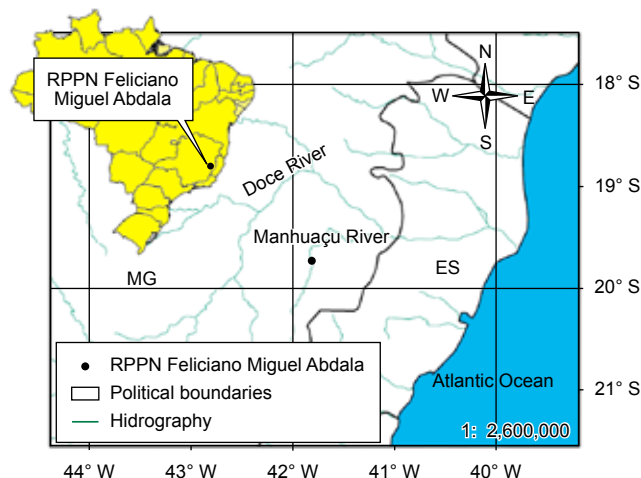 RPPN Feliciano
Miguel Abdala
N
W E
S
18° S
Doce River
19° S
Manhuaçu River
MG
ES
20° S
RPPN Feliciano Miguel Abdala
Political boundaries
Hidrography
Atlantic Ocean
21° S
1: 2,600,000
44° W 43° W 42° W 41° W 40° W